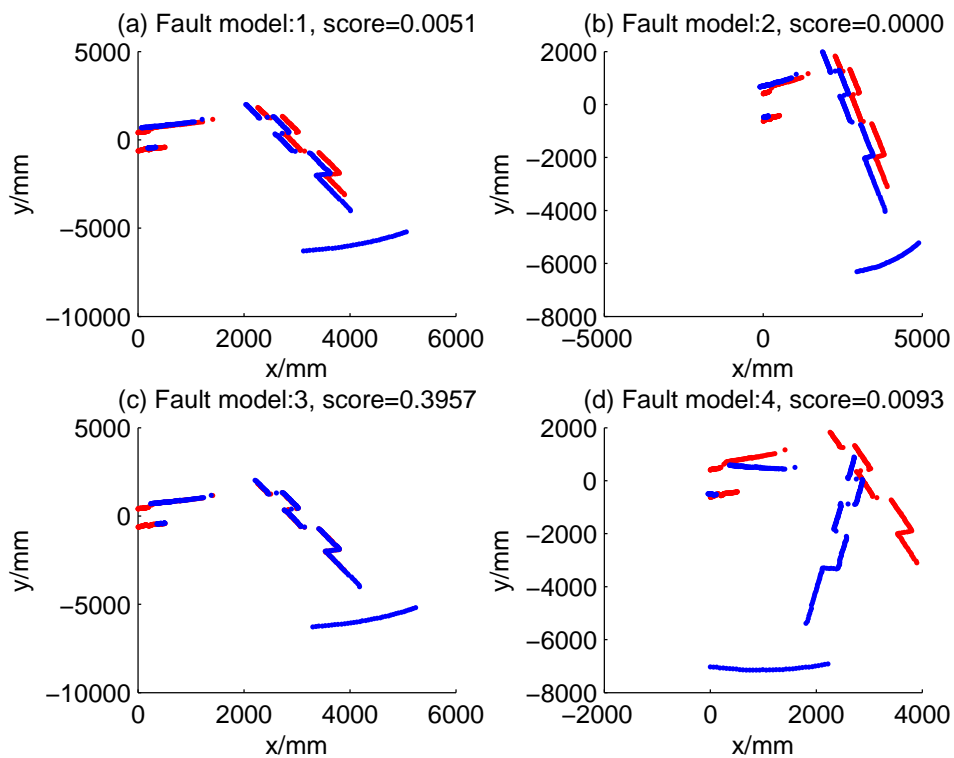 (a) Fault model:1, score=0.0051
5000
0
−5000
−10000
y/mm
0 2000 4000 6000
x/mm
(b) Fault model:2, score=0.0000
2000
0
−2000
−4000
−6000
−8000
y/mm
−5000 0 5000
x/mm
(c) Fault model:3, score=0.3957
5000
0
−5000
−10000
y/mm
0 2000 4000 6000
x/mm
(d) Fault model:4, score=0.0093
2000
0
−2000
−4000
−6000
−8000
y/mm
−2000 0 2000 4000
x/mm